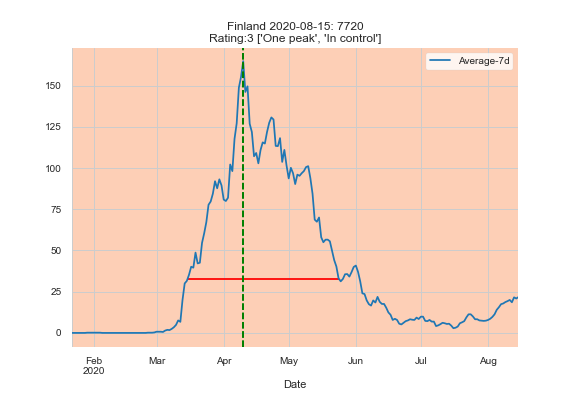 Finland 2020-08-15: 7720
Rating:3 ['One peak', 'In control']
Average-7d
150
125
100
75
50
25
0
Feb
2020
Mar
Apr
May
Jun
Jul
Aug
Date